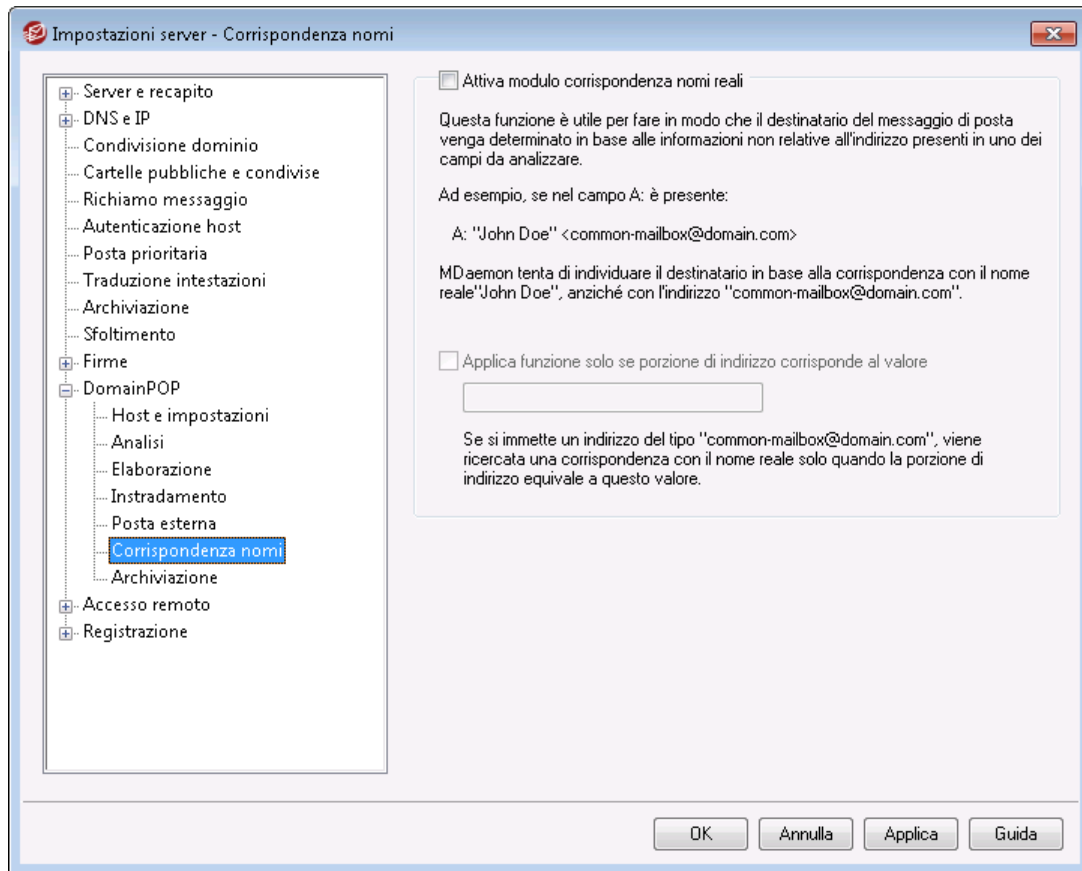 Impostazioni server - Corrispondenza nomi
Server e recapito
DNS e IP
Condivisione dominio
Cartelle pubbliche e condivise
Richiamo messaggio
Autenticazione host
Posta prioritaria
Traduzione intestazioni
Archiviazione
Sfoltimento
Firme
DomainPOP
Host e impostazioni
Analisi
Elaborazione
Instradamento
Posta esterna
Corrispondenza nomi
Archiviazione
Accesso remoto
Registrazione
Attiva modulo corrispondenza nomi reali
Questa funzione è utile per fare in modo che il destinatario del messaggio di posta
venga determinato in base alle informazioni non relative all'indirizzo presenti in uno dei
campi da analizzare.
Ad esempio, se nel campo A: è presente:
A: "John Doe" <common-mailbox@domain.com>
MDaemon tenta di individuare il destinatario in base alla corrispondenza con il nome
reale"John Doe", anziché con l'indirizzo "common-mailbox@domain.com".
Applica funzione solo se porzione di indirizzo corrisponde al valore
Se si immette un indirizzo del tipo "common-mailbox@domain.com", viene
ricercata una corrispondenza con il nome reale solo quando la porzione di
indirizzo equivale a questo valore.
OK
Annulla
Applica
Guida